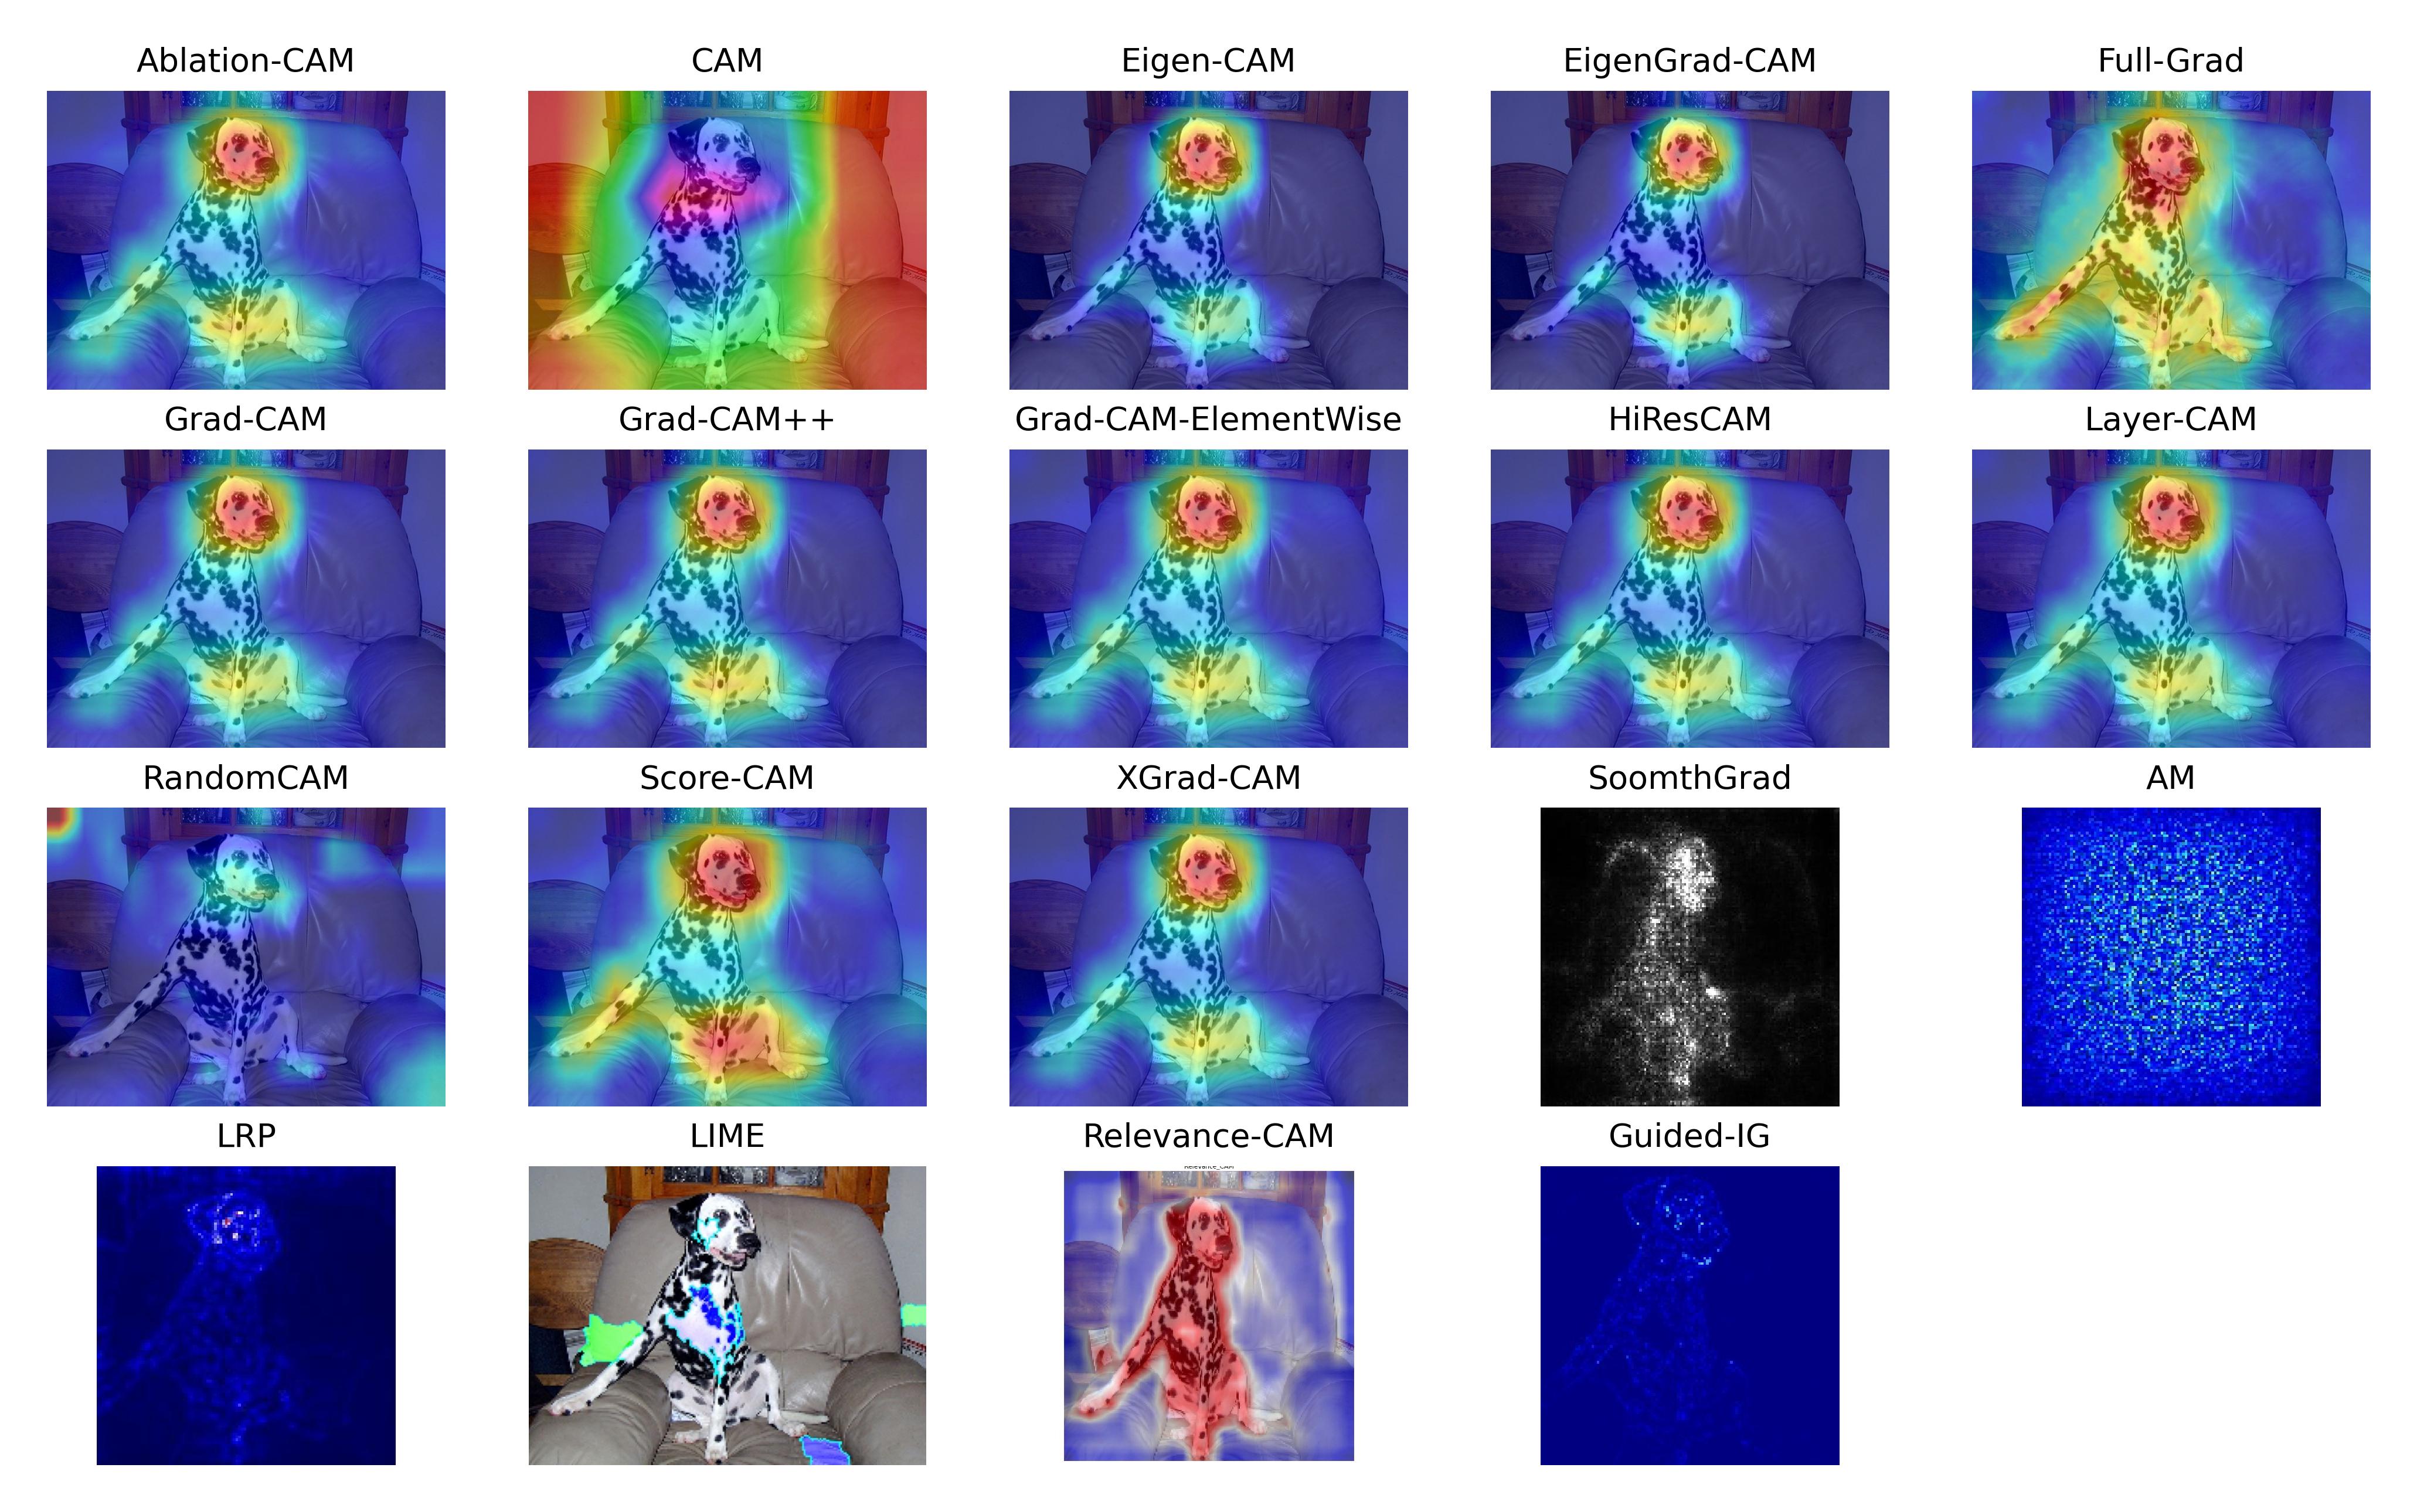 Ablation-CAM
CAM
Eigen-CAM
EigenGrad-CAM
Full-Grad
Grad-CAM
Grad-CAM++
Grad-CAM-ElementWise
HiResCAM
Layer-CAM
RandomCAM
Score-CAM
XGrad-CAM
SoomthGrad
AM
LRP
LIME
Relevance-CAM
Guided-IG
Relevance_CAM